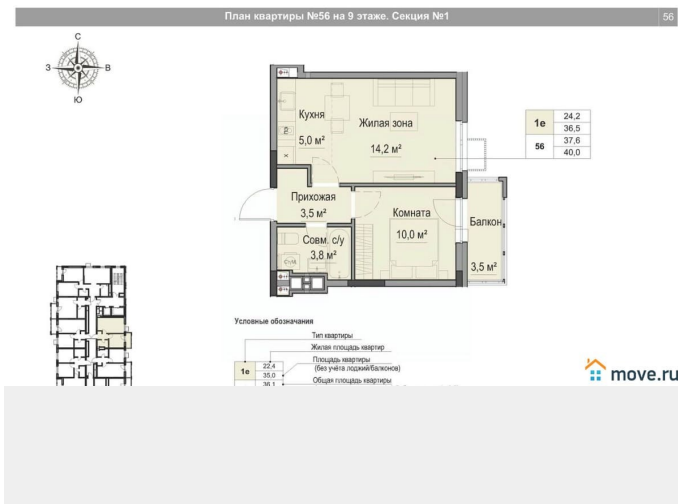 План квартиры №56 на 9 этаже. Секция №1
56
С
З
В
Ю
Кухня
5,0 м²
Жилая зона
14,2 м²
Прихожая
3,5 м²
Комната
10,0 м²
Балкон
3,5 м²
Совм. с/у
3,8 м²
1е
56
24,2
36,5
37,6
40,0
Условные обозначания
Тип квартиры
Жилая площадь квартир
Площадь квартиры
(без учёта лоджий/балконов)
Общая площадь квартиры
1е
22,4
35,0
36,1
move.ru